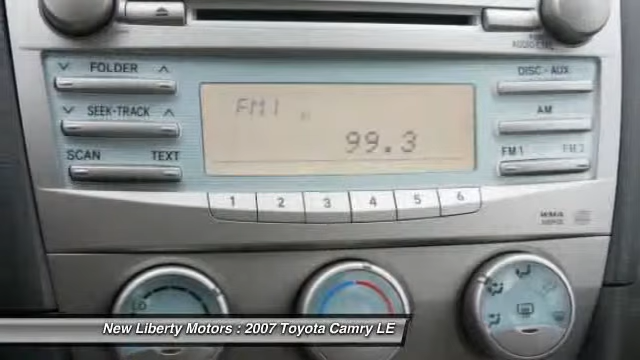 FOLDER
SEEK-TRACK
SCAN TEXT
FM1
99.3
1 2 3 4 5 6
DISC - AUX
AM
FM1 FM2
WMA
New Liberty Motors : 2007 Toyota Camry LE